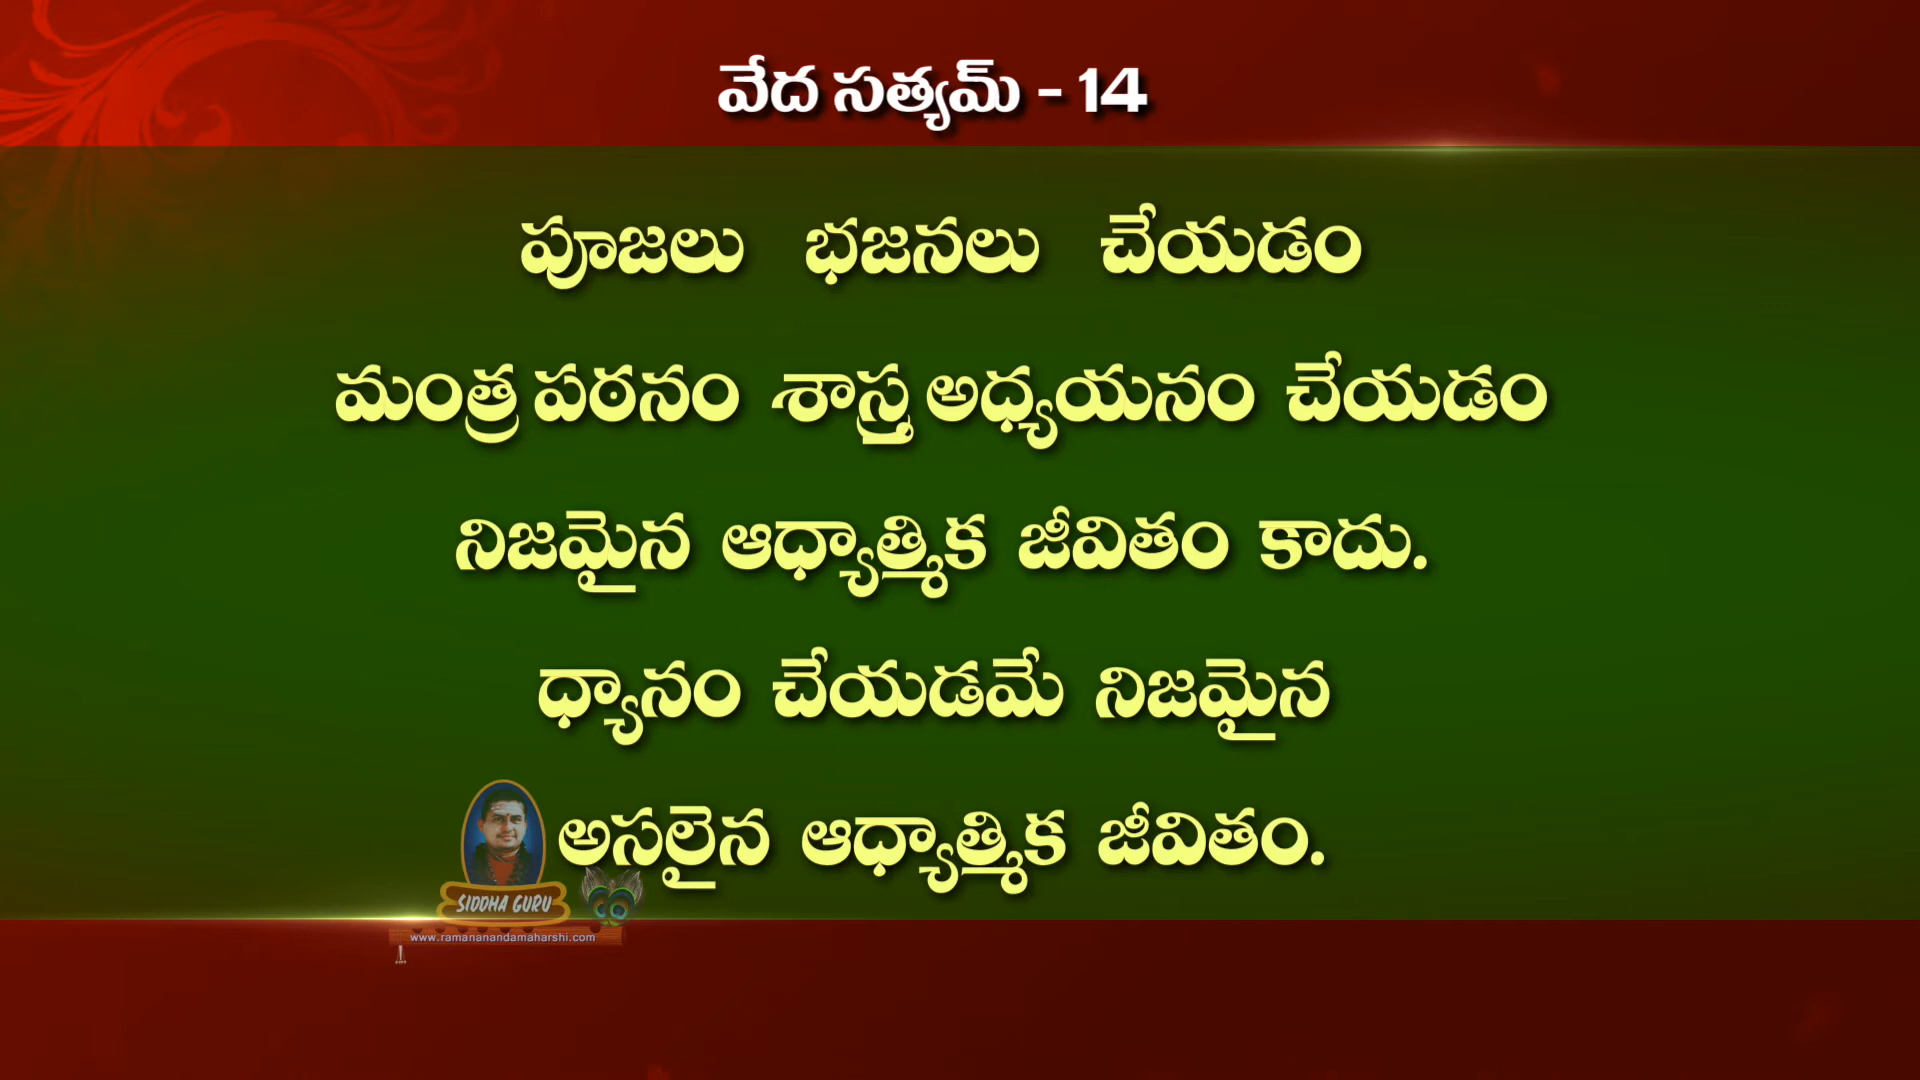 వేద సత్యమ్ - 14
పూజలు భజనలు చేయడం
మంత్ర పఠనం శాస్త్ర అధ్యయనం చేయడం
నిజమైన ఆధ్యాత్మిక జీవితం కాదు.
ధ్యానం చేయడమే నిజమైన
అసలైన ఆధ్యాత్మిక జీవితం.
SIDDHA GURU
www.ramananandamaharshi.com